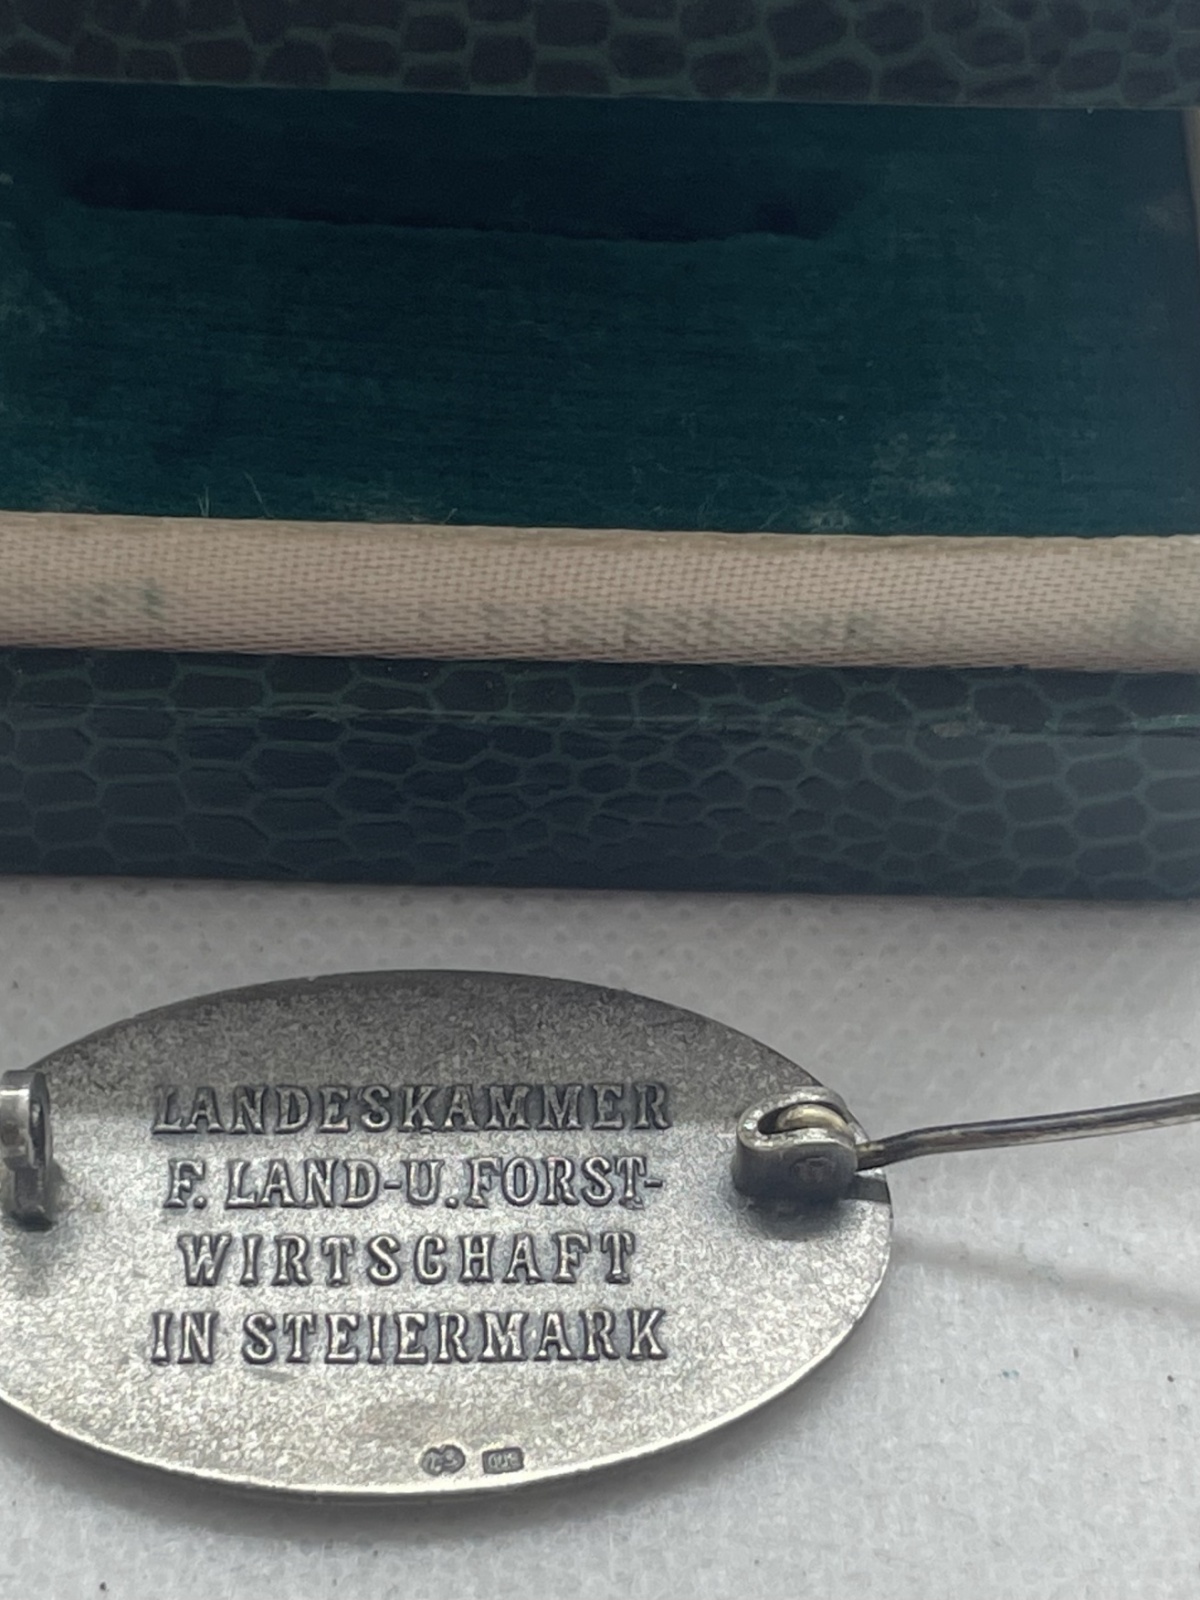 LANDESKAMMER
F. LAND-U. FORST-
WIRTSCHAFT
IN STEIERMARK